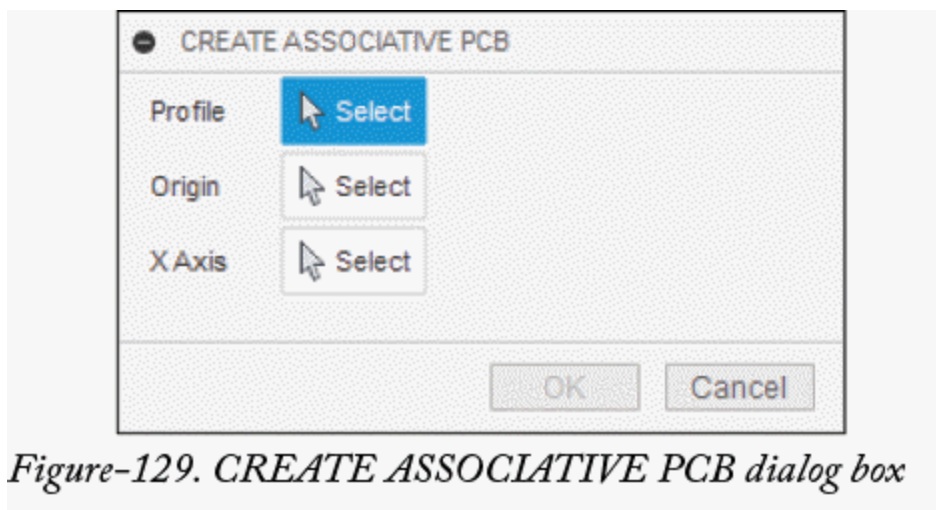 CREATE ASSOCIATIVE PCB
Profile Select
Origin Select
X Axis Select
OK Cancel
Figure-129. CREATE ASSOCIATIVE PCB dialog box